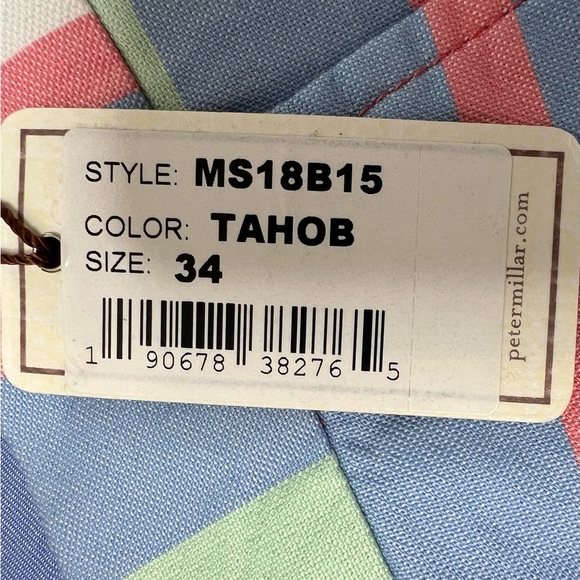 STYLE: MS18B15
COLOR: TAHOB
SIZE: 34
1 90678 38276 5
petermillar.com